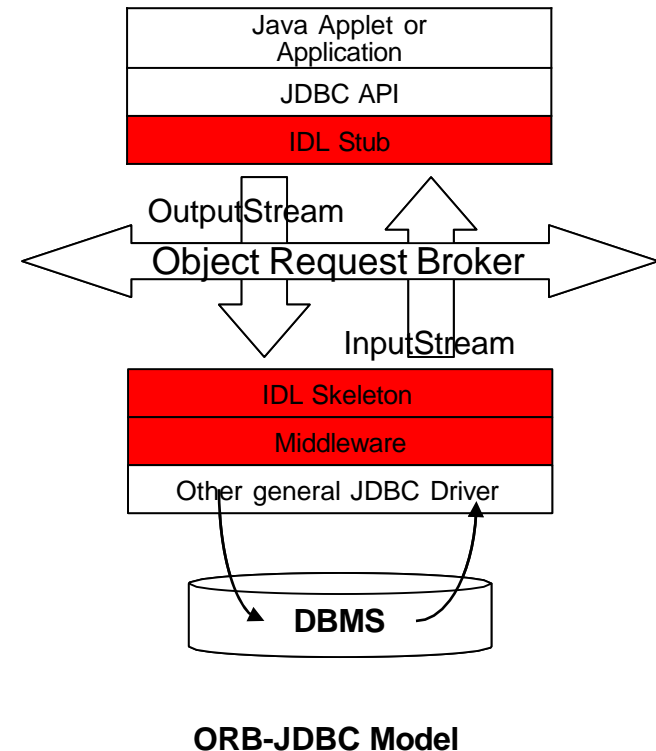 Java Applet or
Application
JDBC API
IDL Stub
OutputStream
Object Request Broker
InputStream
IDL Skeleton
Middleware
Other general JDBC Driver
DBMS
ORB-JDBC Model